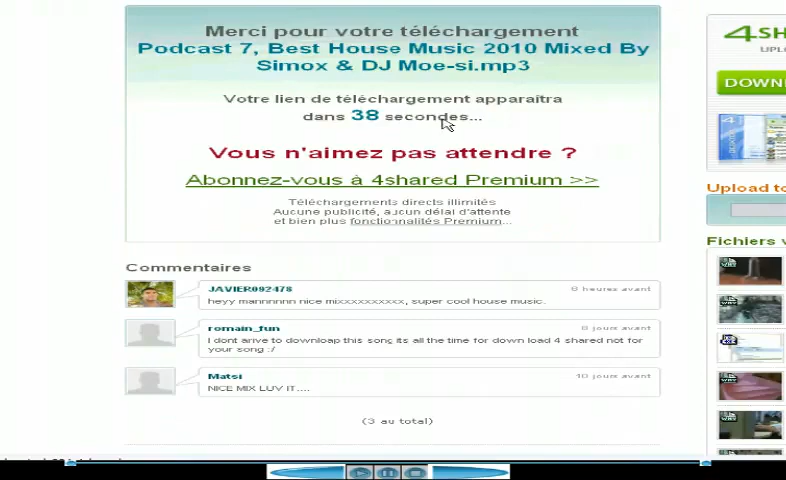 Merci pour votre téléchargement
Podcast 7, Best House Music 2010 Mixed By
Simox & DJ Moe-si.mp3
Votre lien de téléchargement apparaîtra
dans 38 secondes...
Vous n'aimez pas attendre ?
Abonnez-vous à 4shared Premium >>
Téléchargements directs illimités
Aucune publicité, aucun délai d'attente
et bien plus fonctionnalités Premium...
4SH
UPL
DOWN
Upload to
Fichiers v
Commentaires
JAVIER092478
heures avant
heyy mannnnnn nice mixxxxxxxxxx, super cool house music.
romain_fun
jours avant
I dont arive to downloap this song its all the time for down load 4 shared not for
your song :/
Matsi
10 jours avant
NICE MIX LUV IT....
(3 au total)